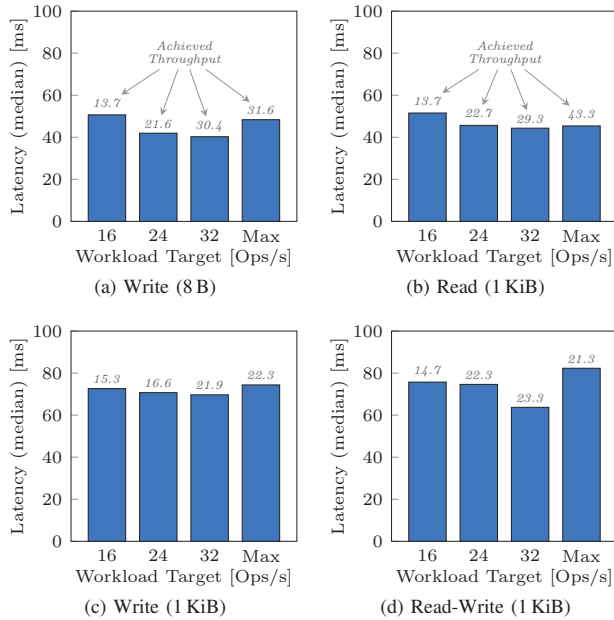 Latency (median) [ms]
100
80
60
40
20
0
Achieved
Throughput
13.7
21.6
30.4
31.6
16 24 32 Max
Workload Target [Ops/s]
(a) Write (8 B)
Latency (median) [ms]
100
80
60
40
20
0
Achieved
Throughput
13.7
22.7
29.3
43.3
16 24 32 Max
Workload Target [Ops/s]
(b) Read (1 KiB)
Latency (median) [ms]
100
80
60
40
20
0
15.3
16.6
21.9
22.3
16 24 32 Max
Workload Target [Ops/s]
(c) Write (1 KiB)
Latency (median) [ms]
100
80
60
40
20
0
14.7
22.3
23.3
21.3
16 24 32 Max
Workload Target [Ops/s]
(d) Read-Write (1 KiB)